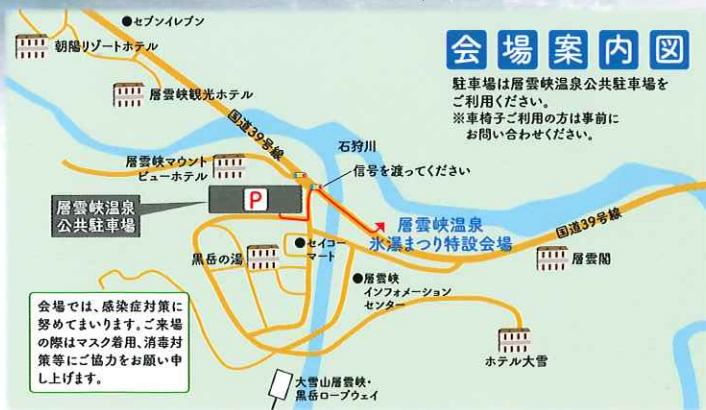 会場案内図
駐車場は層雲峡温泉公共駐車場を
ご利用ください。
※車椅子ご利用の方は事前に
お問い合わせください。
セブンイレブン
朝陽リゾートホテル
層雲峡観光ホテル
国道39号線
石狩川
信号を渡ってください
層雲峡マウント
ビューホテル
P
層雲峡温泉
公共駐車場
層雲峡温泉
氷瀑まつり特設会場
国道39号線
層雲閣
セイコー
マート
黒岳の湯
層雲峡
インフォメーション
センター
ホテル大雪
会場では、感染症対策に
努めてまいります。ご来場
の際はマスク着用、消毒対
策等にご協力をお願い申
し上げます。
大雪山層雲峡・
黒岳ロープウェイ